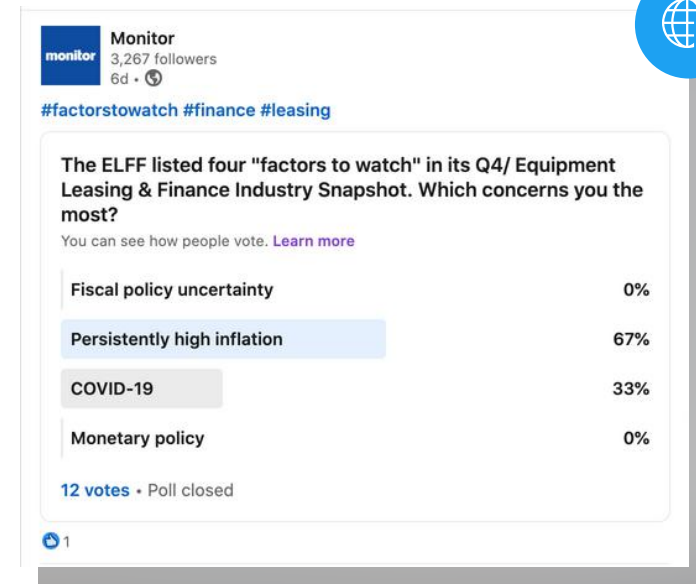 monitor
Monitor
3,267 followers
6d •
#factorstowatch #finance #leasing
The ELFF listed four "factors to watch" in its Q4/ Equipment
Leasing & Finance Industry Snapshot. Which concerns you the
most?
You can see how people vote. Learn more
Fiscal policy uncertainty 0%
Persistently high inflation 67%
COVID-19 33%
Monetary policy 0%
12 votes • Poll closed
1